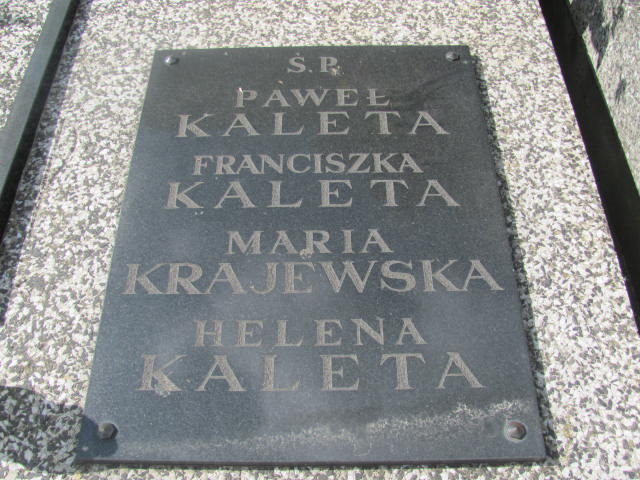 S.P.
PAWEŁ
KALETA
FRANCISZKA
KALETA
MARIA
KRAJEWSKA
HELENA
KALETA